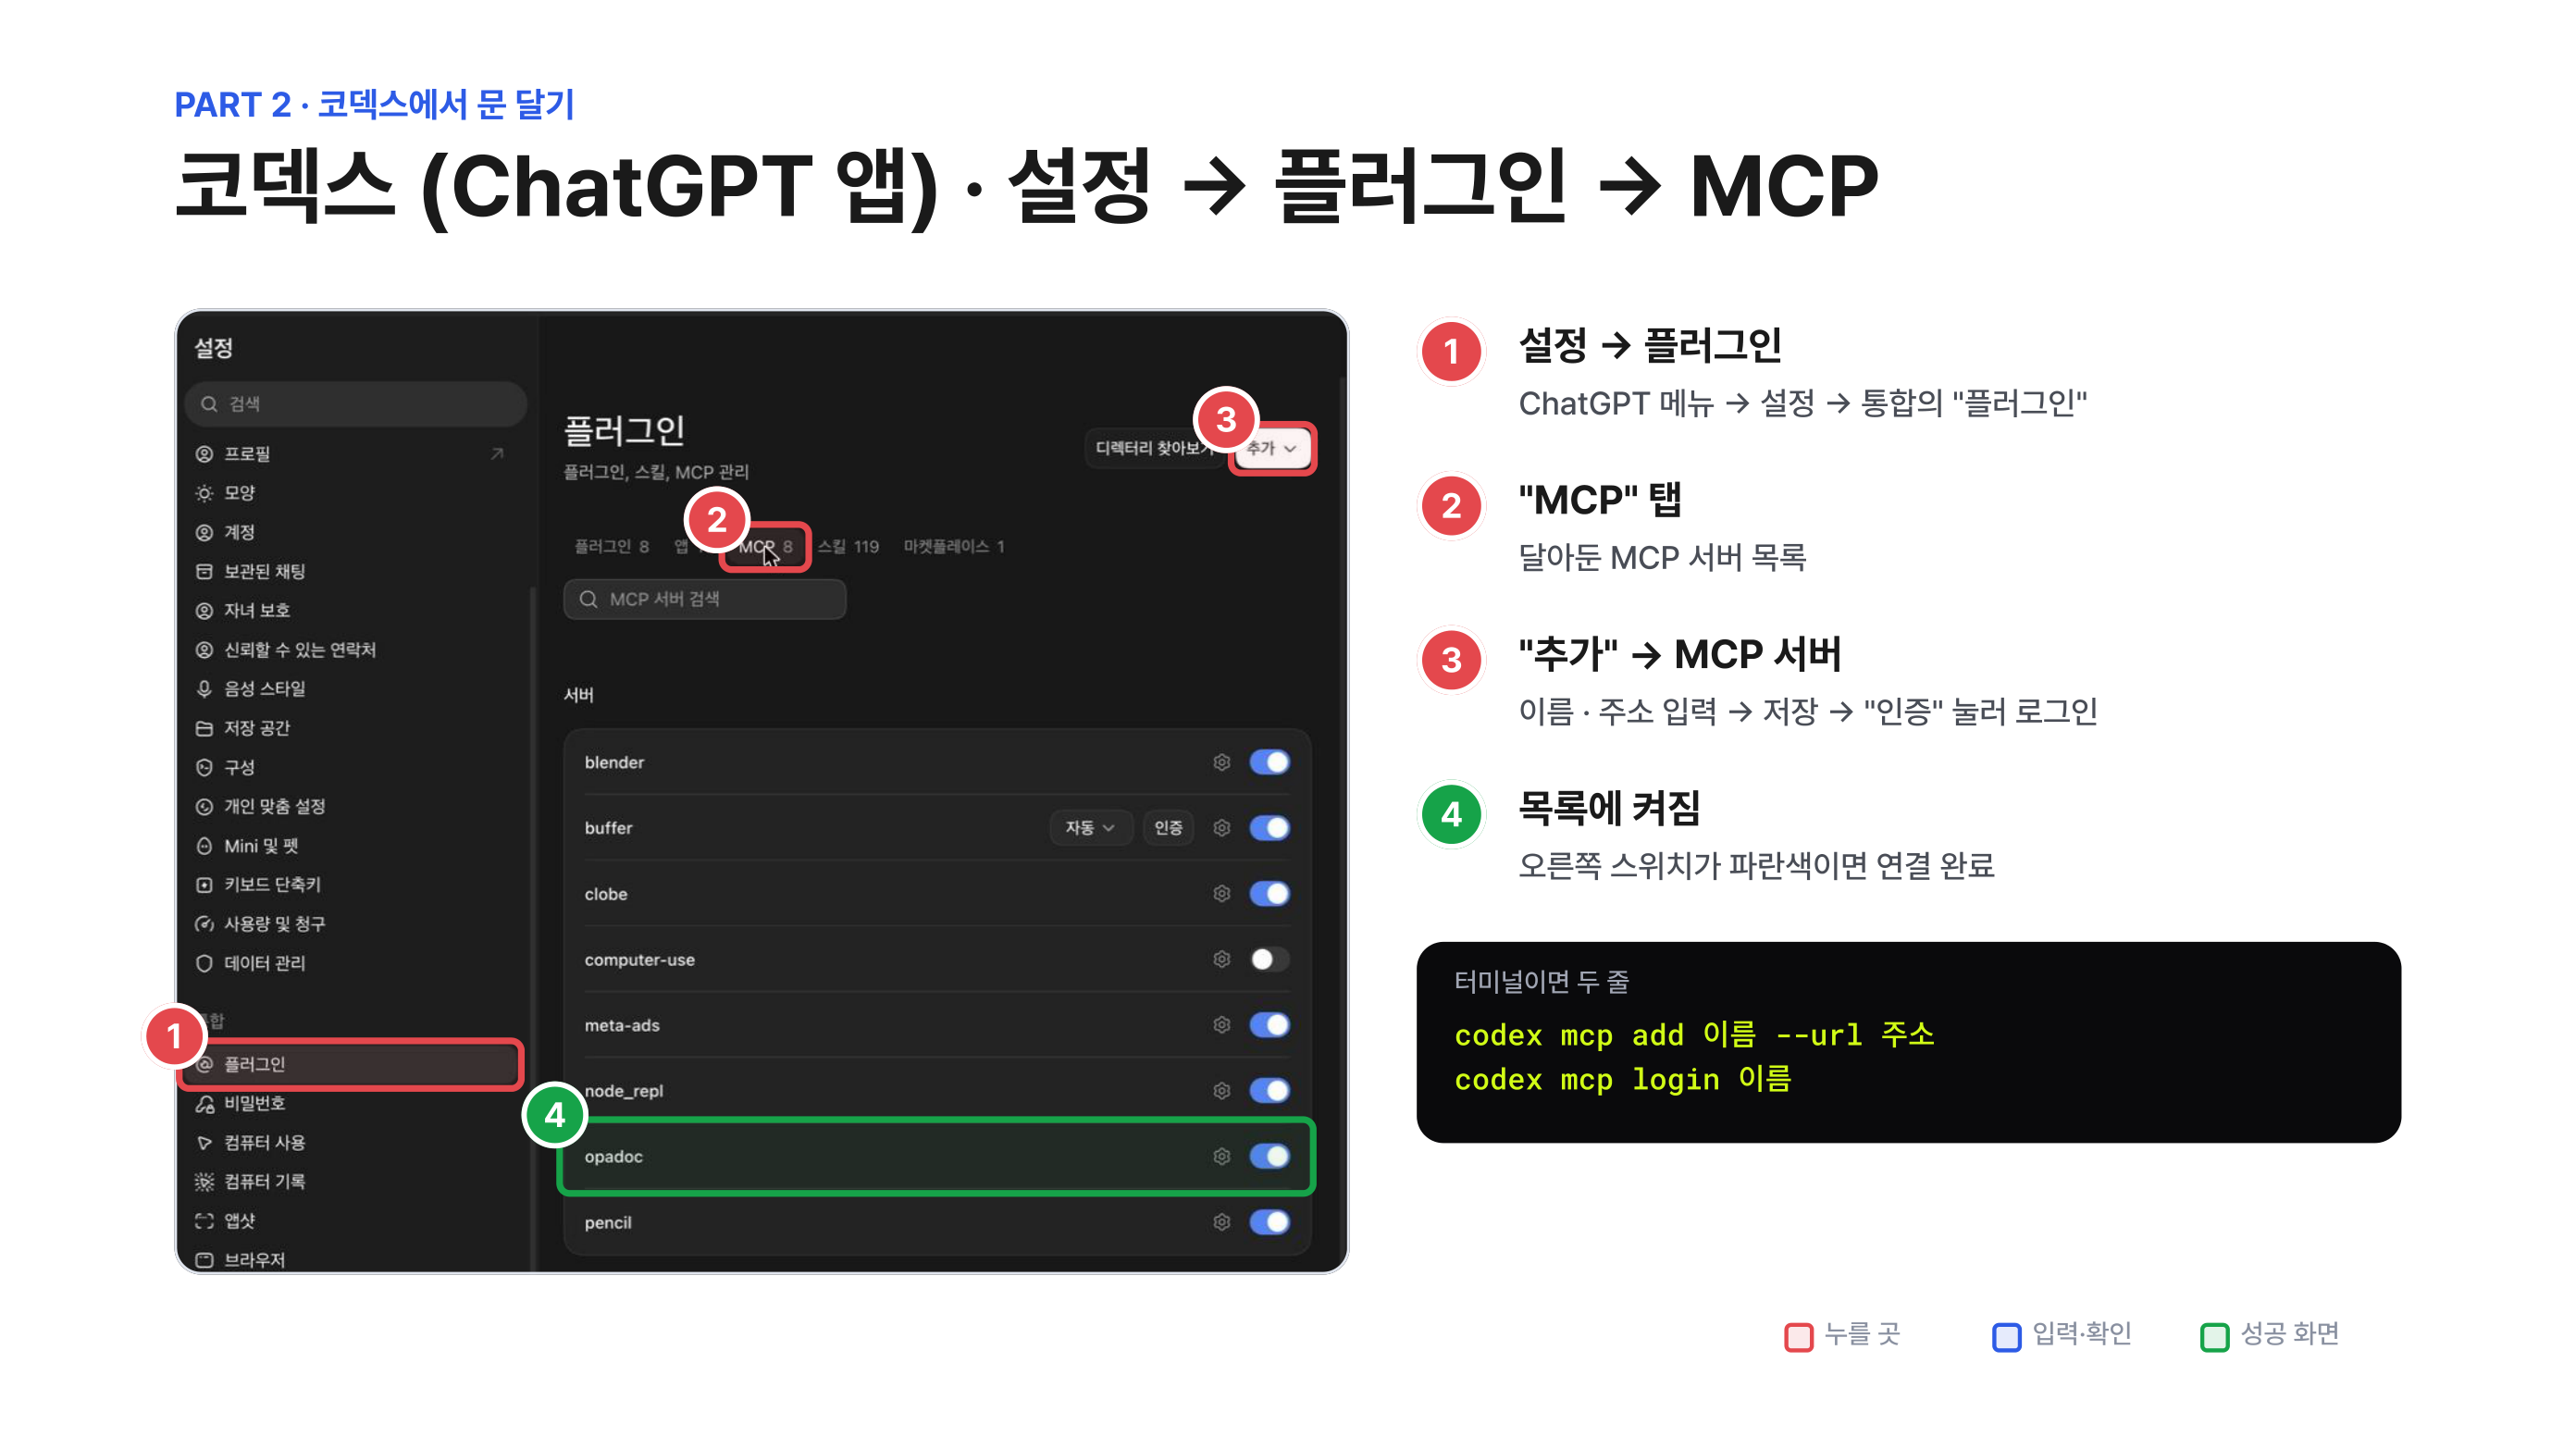 PART 2 · 코덱스에서 문 달기
코덱스 (ChatGPT 앱) · 설정 → 플러그인 → MCP
설정
검색
프로필
모양
계정
보관된 채팅
자녀 보호
신뢰할 수 있는 연락처
음성 스타일
저장 공간
구성
개인 맞춤 설정
Mini 및 펫
키보드 단축키
사용량 및 청구
데이터 관리
1
플러그인
비밀번호
컴퓨터 사용
컴퓨터 기록
앱샷
브라우저
플러그인
플러그인, 스킬, MCP 관리
디렉터리 찾아보기
3
추가
2
플러그인 8 앱 MCP 8 스킬 119 마켓플레이스 1
MCP 서버 검색
서버
blender
buffer 자동 인증
clobe
computer-use
meta-ads
node_repl
4
opadoc
pencil
1 설정 → 플러그인
ChatGPT 메뉴 → 설정 → 통합의 "플러그인"
2 "MCP" 탭
달아둔 MCP 서버 목록
3 "추가" → MCP 서버
이름 · 주소 입력 → 저장 → "인증" 눌러 로그인
4 목록에 켜짐
오른쪽 스위치가 파란색이면 연결 완료
터미널이면 두 줄
codex mcp add 이름 --url 주소
codex mcp login 이름
누를 곳 입력·확인 성공 화면